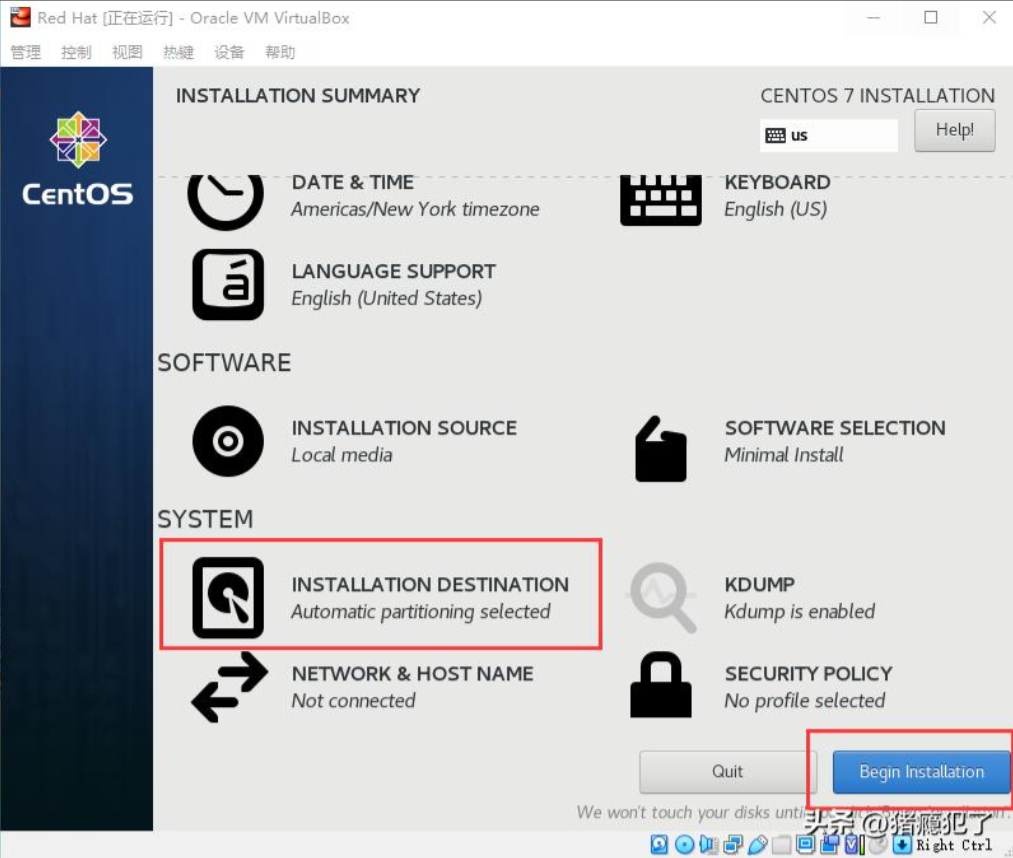 Red Hat [正在运行] - Oracle VM VirtualBox
管理 控制 视图 热键 设备 帮助
INSTALLATION SUMMARY
CENTOS 7 INSTALLATION
us
Help!
CentOS
DATE & TIME
Americas/New York timezone
KEYBOARD
English (US)
á
LANGUAGE SUPPORT
English (United States)
SOFTWARE
INSTALLATION SOURCE
Local media
SOFTWARE SELECTION
Minimal Install
SYSTEM
INSTALLATION DESTINATION
Automatic partitioning selected
KDUMP
Kdump is enabled
NETWORK & HOST NAME
Not connected
SECURITY POLICY
No profile selected
Quit
Begin Installation
We won't touch your disks until
头条 @猪瘾犯了
Right Ctrl